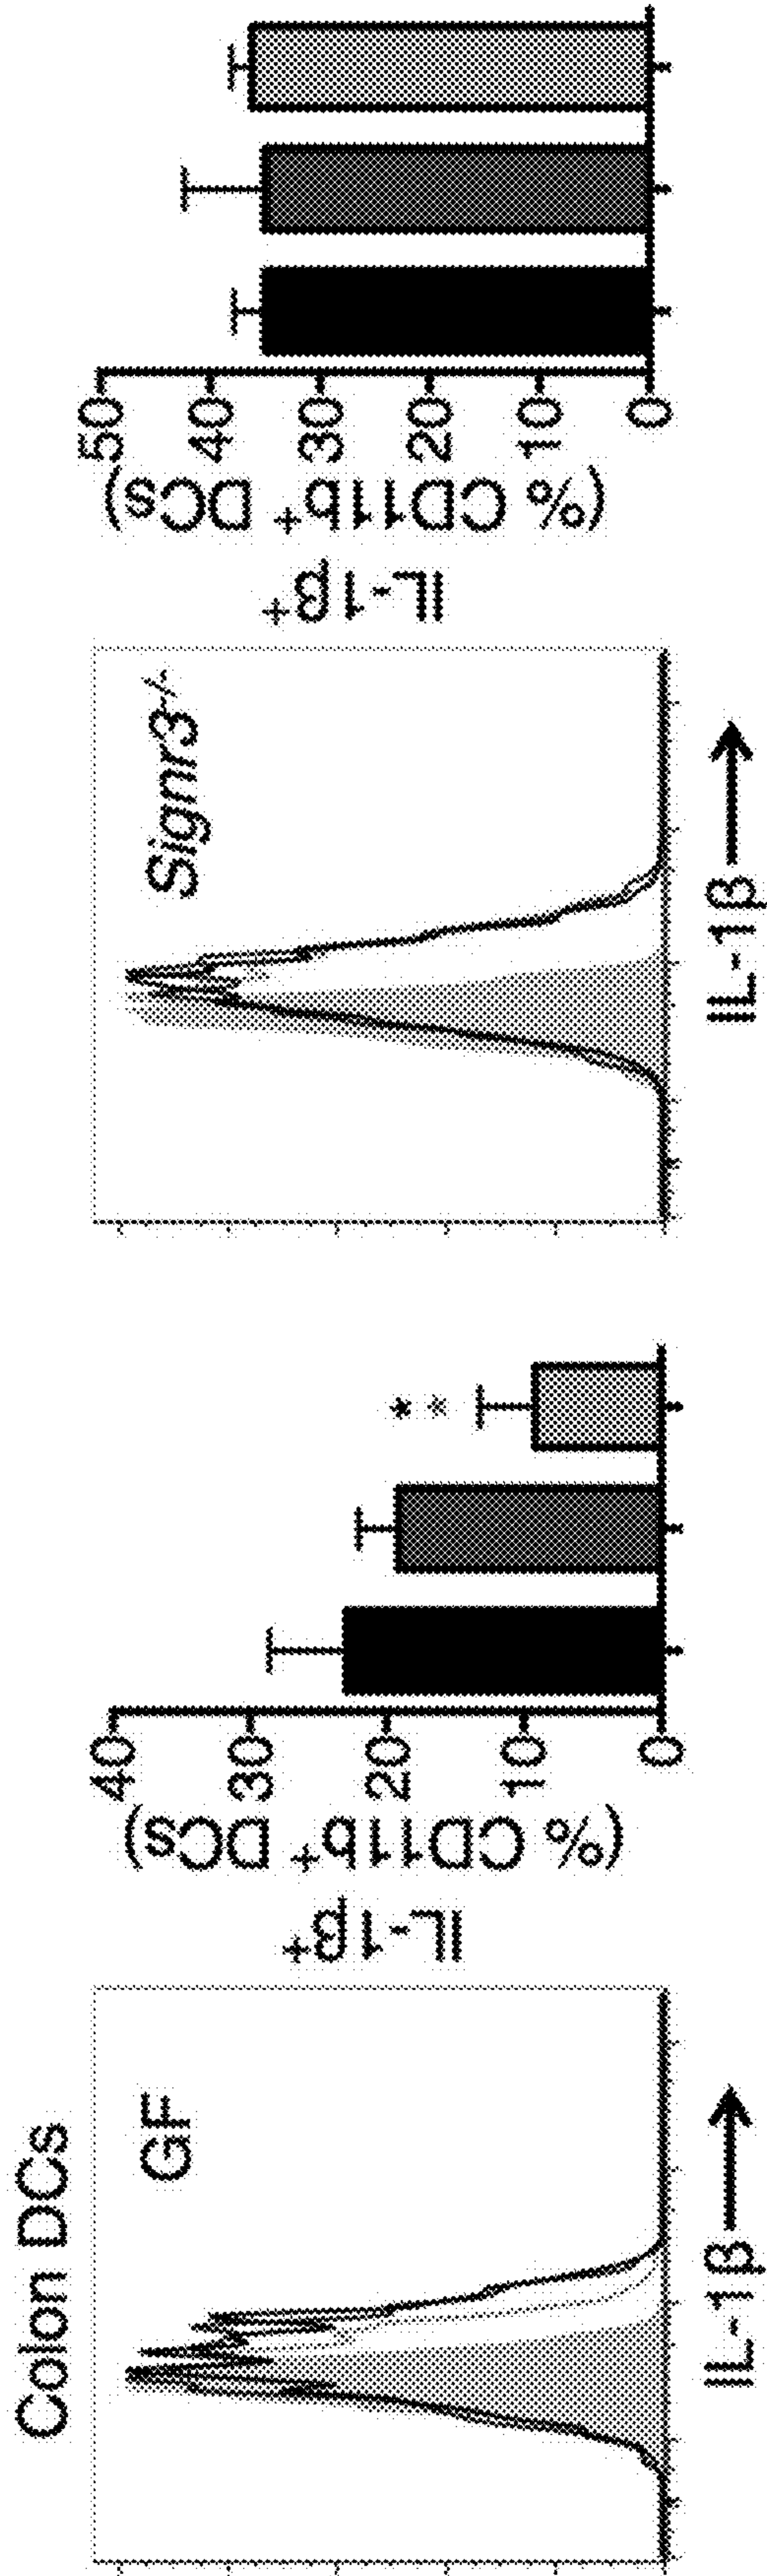 Colon DCs
GF
IL-1β
IL-1β⁺
(% CD11b⁺ DCs)
40
30
20
10
0
* *
Signr3⁻/⁻
IL-1β
IL-1β⁺
(% CD11b⁺ DCs)
50
40
30
20
10
0